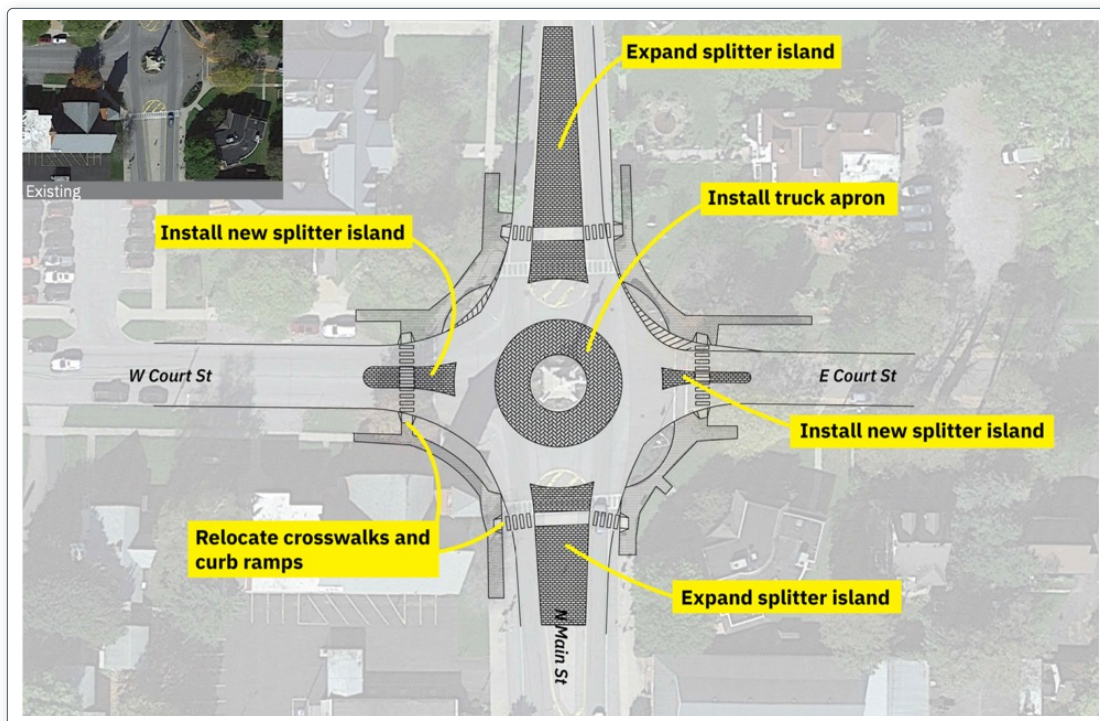 Expand splitter island
Existing
Install truck apron
Install new splitter island
W Court St
E Court St
Install new splitter island
Relocate crosswalks and
curb ramps
Expand splitter island
N Main St